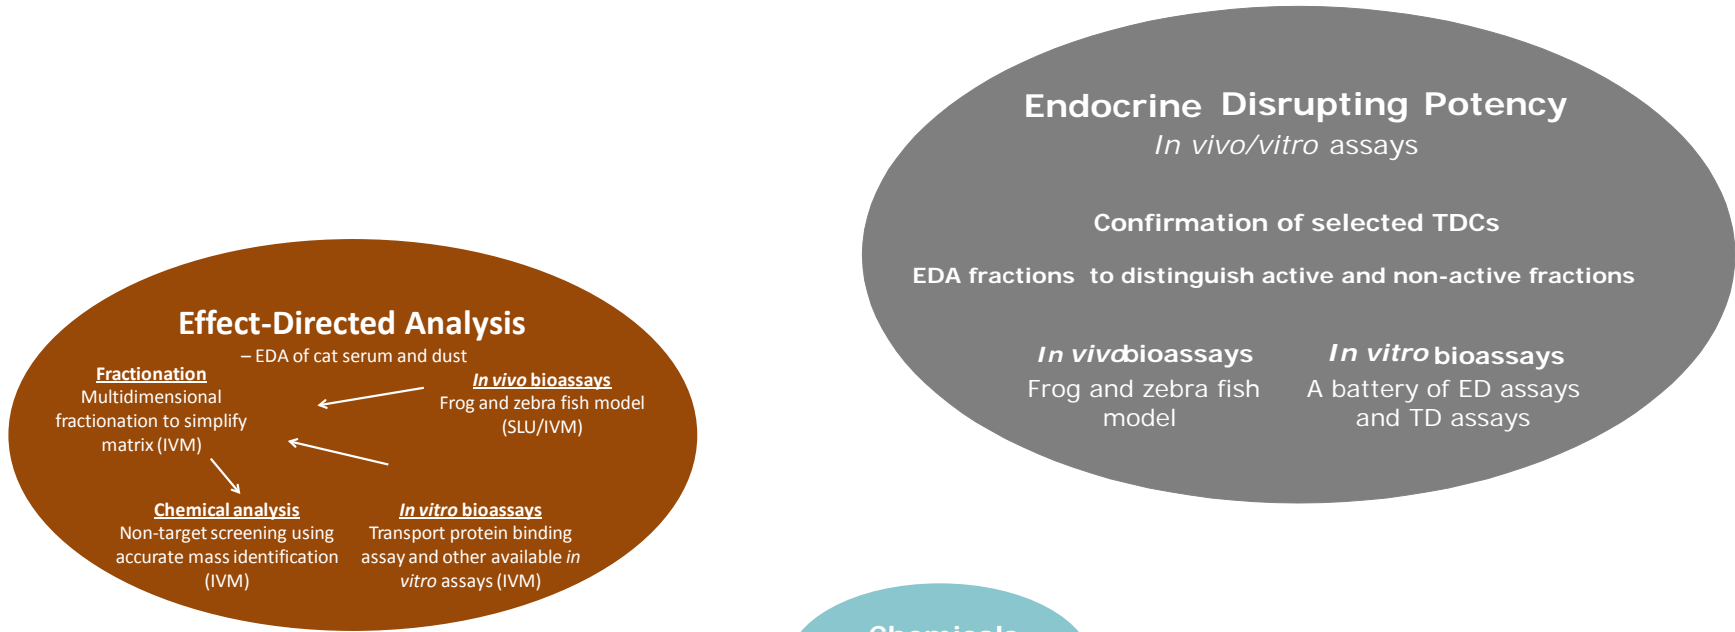 Endocrine Disrupting Potency
In vivo/vitro assays
Confirmation of selected TDCs
EDA fractions to distinguish active and non-active fractions
In vivobioassays
Frog and zebra fish
model
In vitro bioassays
A battery of ED assays
and TD assays
Effect-Directed Analysis
– EDA of cat serum and dust
Fractionation
Multidimensional
fractionation to simplify
matrix (IVM)
In vivo bioassays
Frog and zebra fish model
(SLU/IVM)
Chemical analysis
Non-target screening using
accurate mass identification
(IVM)
In vitro bioassays
Transport protein binding
assay and other available in
vitro assays (IVM)
Chemicals